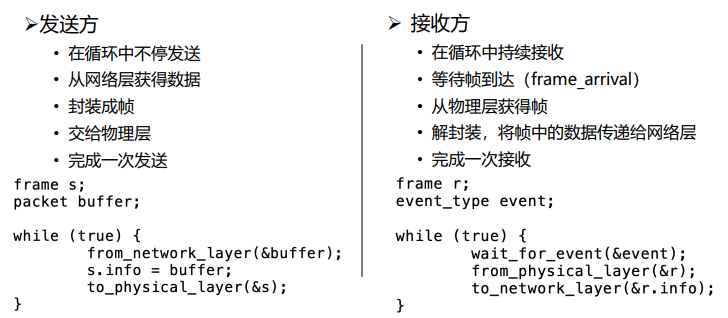 ➢发送方
• 在循环中不停发送
• 从网络层获得数据
• 封装成帧
• 交给物理层
• 完成一次发送
frame s;
packet buffer;
while (true) {
from_network_layer(&buffer);
s.info = buffer;
to_physical_layer(&s);
}
➢ 接收方
• 在循环中持续接收
• 等待帧到达（frame_arrival）
• 从物理层获得帧
• 解封装，将帧中的数据传递给网络层
• 完成一次接收
frame r;
event_type event;
while (true) {
wait_for_event(&event);
from_physical_layer(&r);
to_network_layer(&r.info);
}